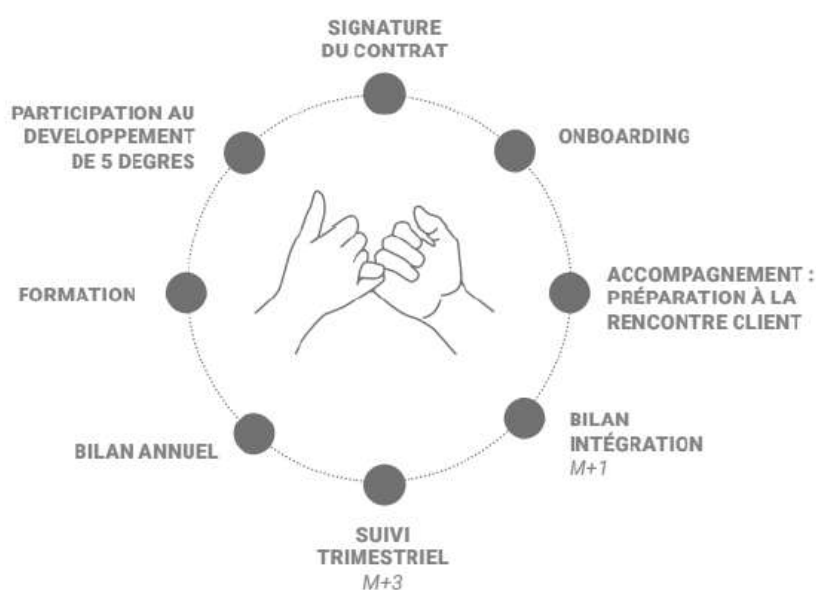 SIGNATURE
DU CONTRAT
ONBOARDING
ACCOMPAGNEMENT :
PRÉPARATION À LA
RENCONTRE CLIENT
BILAN
INTÉGRATION
M+1
SUIVI
TRIMESTRIEL
M+3
BILAN ANNUEL
FORMATION
PARTICIPATION AU
DEVELOPPEMENT
DE 5 DEGRES